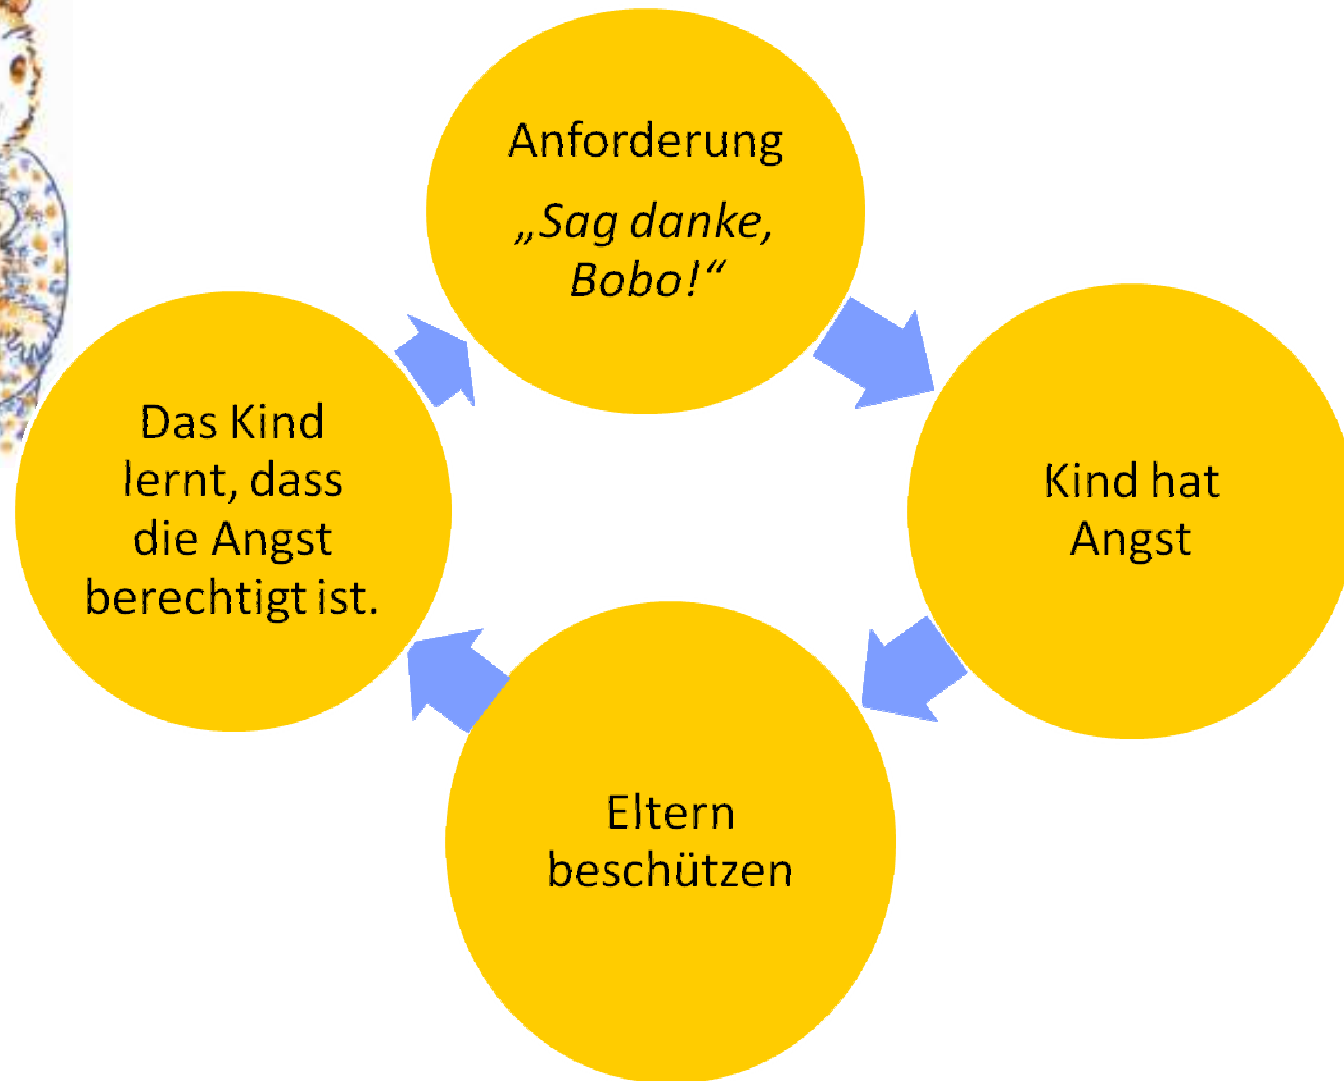 Anforderung
„Sag danke,
Bobo!“
Kind hat
Angst
Eltern
beschützen
Das Kind
lernt, dass
die Angst
berechtigt ist.